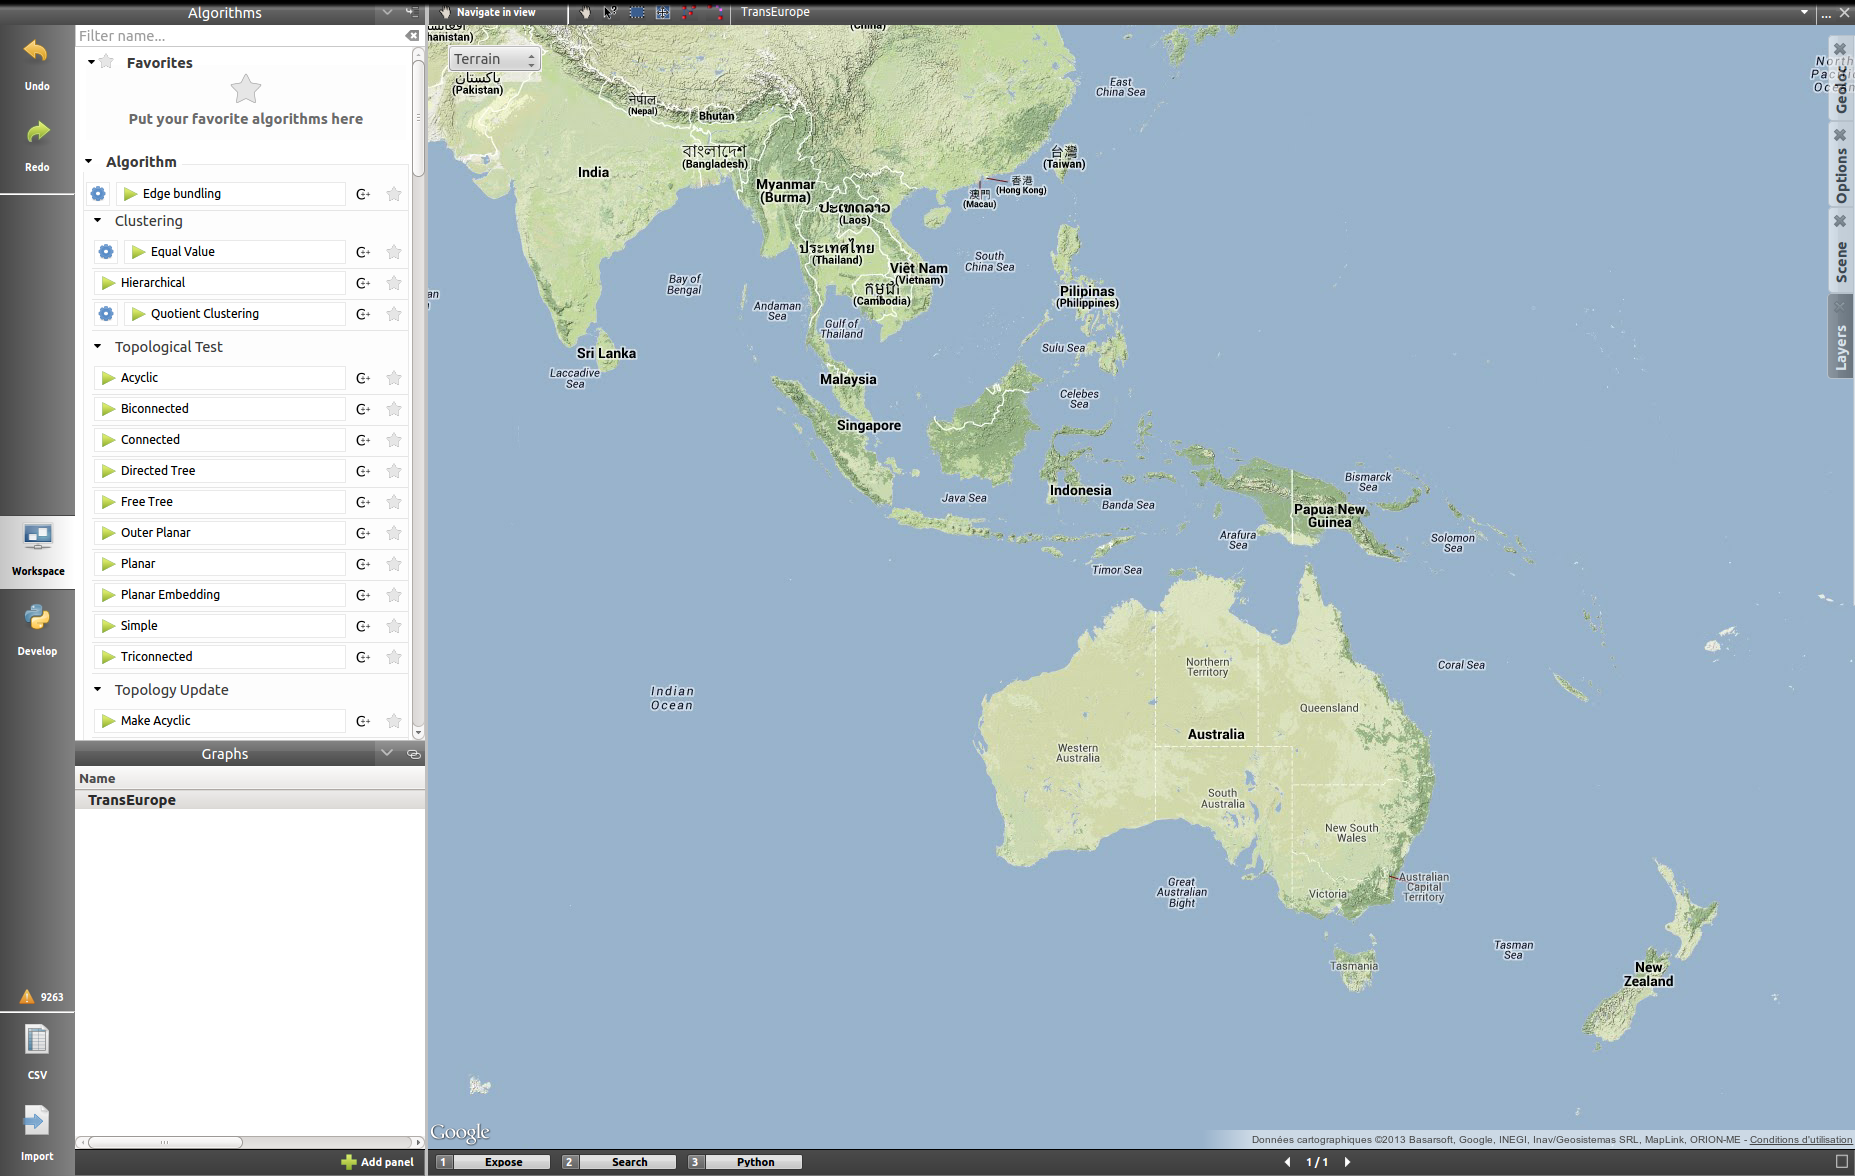 Algorithms
Navigate in view
TransEurope
...
Undo
Redo
Workspace
Develop
9263
CSV
Import
Filter name...
Favorites
Put your favorite algorithms here
Algorithm
Edge bundling
Clustering
Equal Value
Hierarchical
Quotient Clustering
Topological Test
Acyclic
Biconnected
Connected
Directed Tree
Free Tree
Outer Planar
Planar
Planar Embedding
Simple
Triconnected
Topology Update
Make Acyclic
Graphs
Name
TransEurope
Add panel
Terrain
(China)
hanistan)
پاکستان
(Pakistan)
नेपाल
(Nepal)
Bhutan
East
China Sea
North
Geoloc
Options
Scene
Layers
বাংলাদেশ
(Bangladesh)
台灣
(Taiwan)
India
Myanmar
(Burma)
香港
(Hong Kong)
澳門
(Macau)
ປະເທດລາວ
(Laos)
ประเทศไทย
(Thailand)
Việt Nam
(Vietnam)
South
China Sea
Bay of
Bengal
កម្ពុជា
(Cambodia)
Pilipinas
(Philippines)
an
Andaman
Sea
Gulf of
Thailand
Sulu Sea
Sri Lanka
Laccadive
Sea
Malaysia
Celebes
Sea
Singapore
Indonesia
Java Sea
Banda Sea
Bismarck
Sea
Papua New
Guinea
Arafura
Sea
Solomon
Sea
Timor Sea
Coral Sea
Northern
Territory
Indian
Ocean
Queensland
Australia
Western
Australia
South
Australia
New South
Wales
Great
Australian
Bight
Victoria
Australian
Capital
Territory
Tasman
Sea
Tasmania
New
Zealand
Google
Données cartographiques ©2013 Basarsoft, Google, INEGI, Inav/Geosistemas SRL, MapLink, ORION-ME - Conditions d'utilisation
1 Expose
2 Search
3 Python
1 / 1